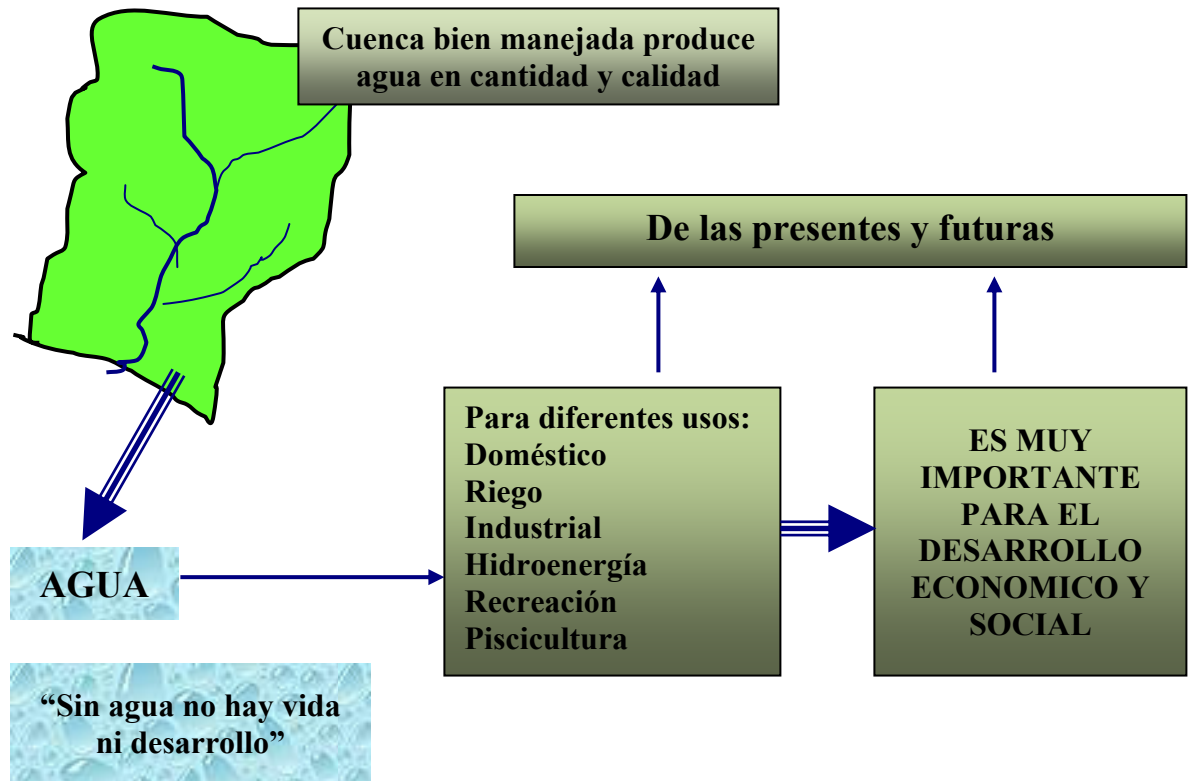 Cuenca bien manejada produce
agua en cantidad y calidad
De las presentes y futuras
Para diferentes usos:
Doméstico
Riego
Industrial
Hidroenergía
Recreación
Piscicultura
ES MUY
IMPORTANTE
PARA EL
DESARROLLO
ECONOMICO Y
SOCIAL
AGUA
“Sin agua no hay vida
ni desarrollo”